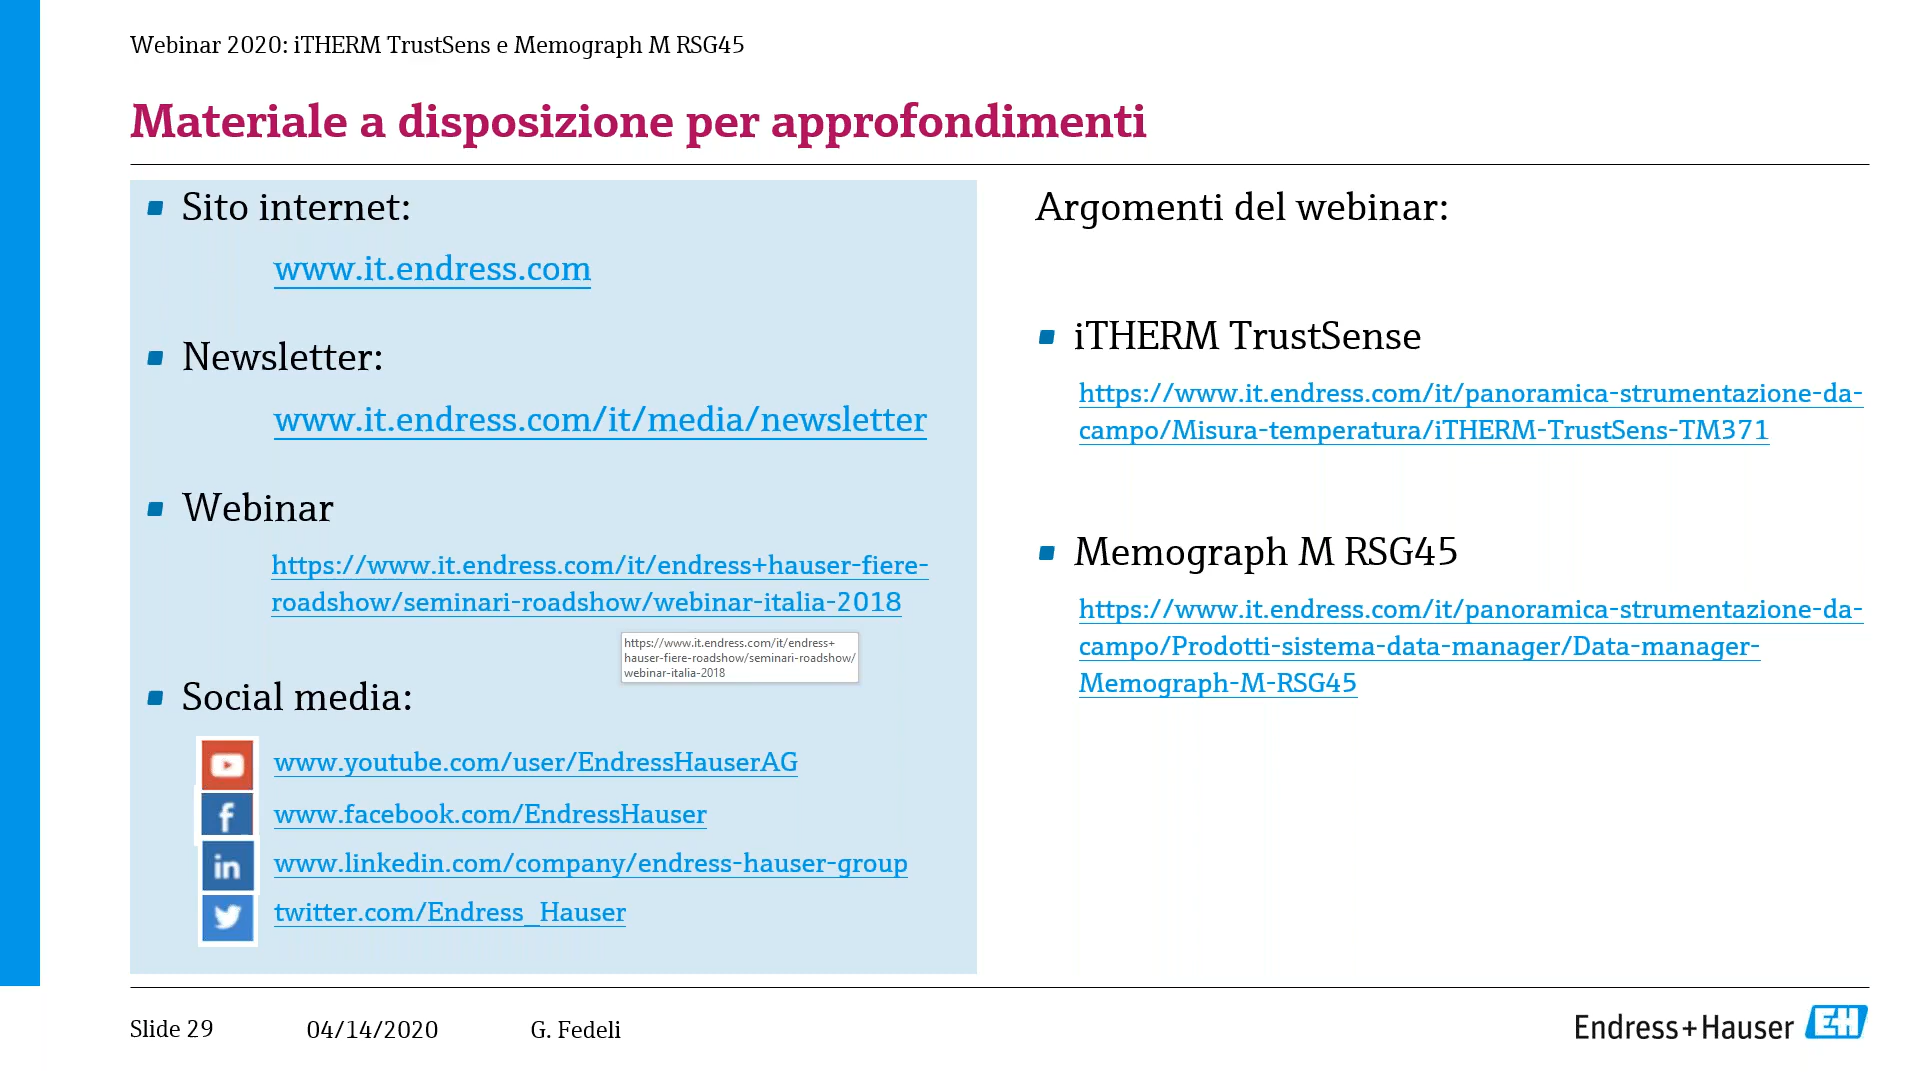 Webinar 2020: iTHERM TrustSens e Memograph M RSG45
Materiale a disposizione per approfondimenti
Sito internet:
www.it.endress.com
Newsletter:
www.it.endress.com/it/media/newsletter
Webinar
https://www.it.endress.com/it/endress+hauser-fiere-
roadshow/seminari-roadshow/webinar-italia-2018
https://www.it.endress.com/it/endress+
hauser-fiere-roadshow/seminari-roadshow/
webinar-italia-2018
Social media:
www.youtube.com/user/EndressHauserAG
www.facebook.com/EndressHauser
www.linkedin.com/company/endress-hauser-group
twitter.com/Endress_Hauser
Argomenti del webinar:
iTHERM TrustSense
https://www.it.endress.com/it/panoramica-strumentazione-da-
campo/Misura-temperatura/iTHERM-TrustSens-TM371
Memograph M RSG45
https://www.it.endress.com/it/panoramica-strumentazione-da-
campo/Prodotti-sistema-data-manager/Data-manager-
Memograph-M-RSG45
Slide 29 04/14/2020 G. Fedeli
Endress+Hauser EH